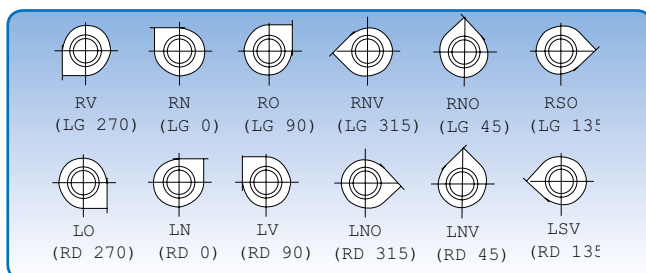 RV RN RO RNV RNO RSO
(LG 270) (LG 0) (LG 90) (LG 315) (LG 45) (LG 135
LO LN LV LNO LNV LSV
(RD 270) (RD 0) (RD 90) (RD 315) (RD 45) (RD 135